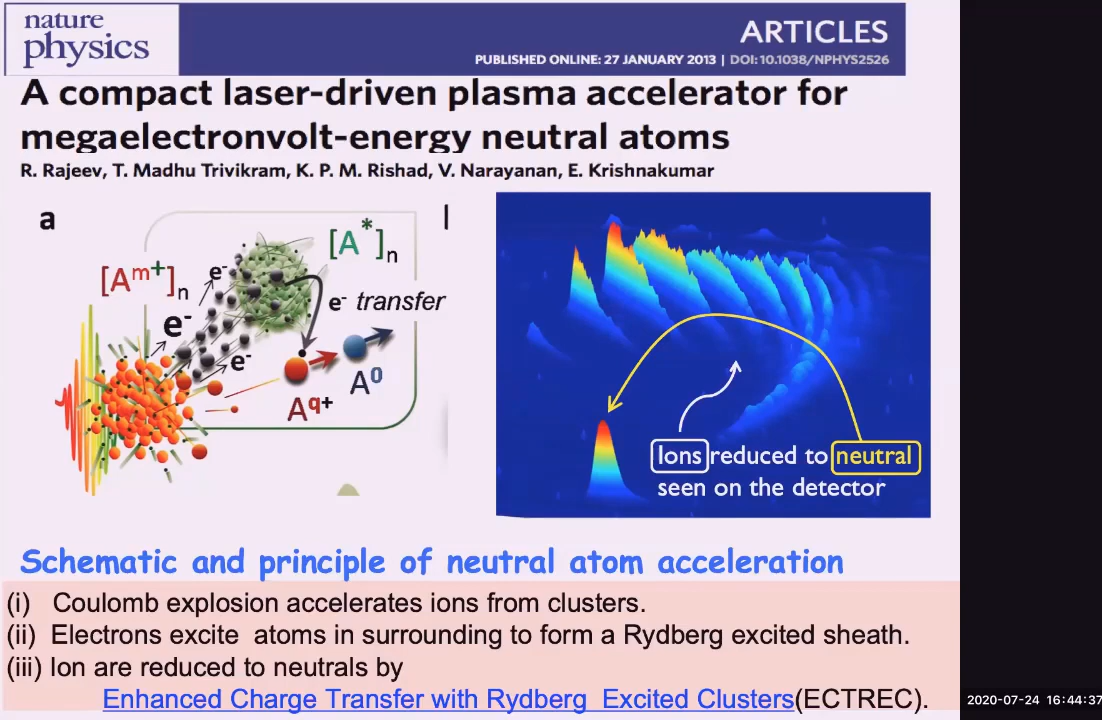 nature
physics
ARTICLES
PUBLISHED ONLINE: 27 JANUARY 2013 | DOI: 10.1038/NPHYS2526
A compact laser-driven plasma accelerator for
megaelectronvolt-energy neutral atoms
R. Rajeev, T. Madhu Trivikram, K. P. M. Rishad, V. Narayanan, E. Krishnakumar
a
[A*]n
[Am+]n
e-
e-
e- transfer
e-
A0
Aq+
Ions reduced to neutral
seen on the detector
Schematic and principle of neutral atom acceleration
(i) Coulomb explosion accelerates ions from clusters.
(ii) Electrons excite atoms in surrounding to form a Rydberg excited sheath.
(iii) Ion are reduced to neutrals by
Enhanced Charge Transfer with Rydberg Excited Clusters(ECTREC).
2020-07-24 16:44:37